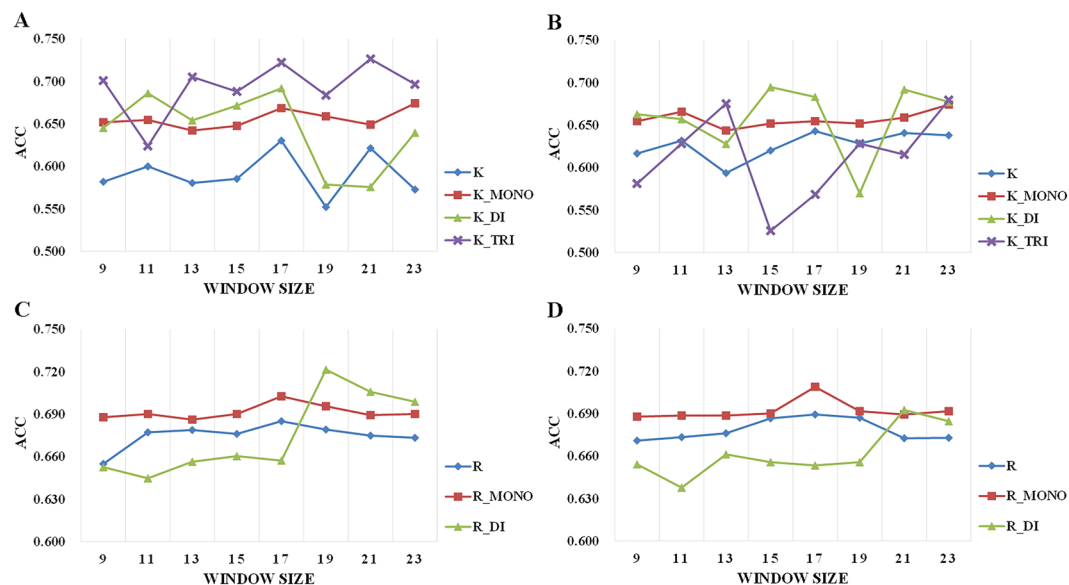 A
0.750
0.700
0.650
0.600
0.550
0.500
ACC
9 11 13 15 17 19 21 23
WINDOW SIZE
K
K_MONO
K_DI
K_TRI
B
0.750
0.700
0.650
0.600
0.550
0.500
ACC
9 11 13 15 17 19 21 23
WINDOW SIZE
K
K_MONO
K_DI
K_TRI
C
0.750
0.720
0.690
0.660
0.630
0.600
ACC
9 11 13 15 17 19 21 23
WINDOW SIZE
R
R_MONO
R_DI
D
0.750
0.720
0.690
0.660
0.630
0.600
ACC
9 11 13 15 17 19 21 23
WINDOW SIZE
R
R_MONO
R_DI